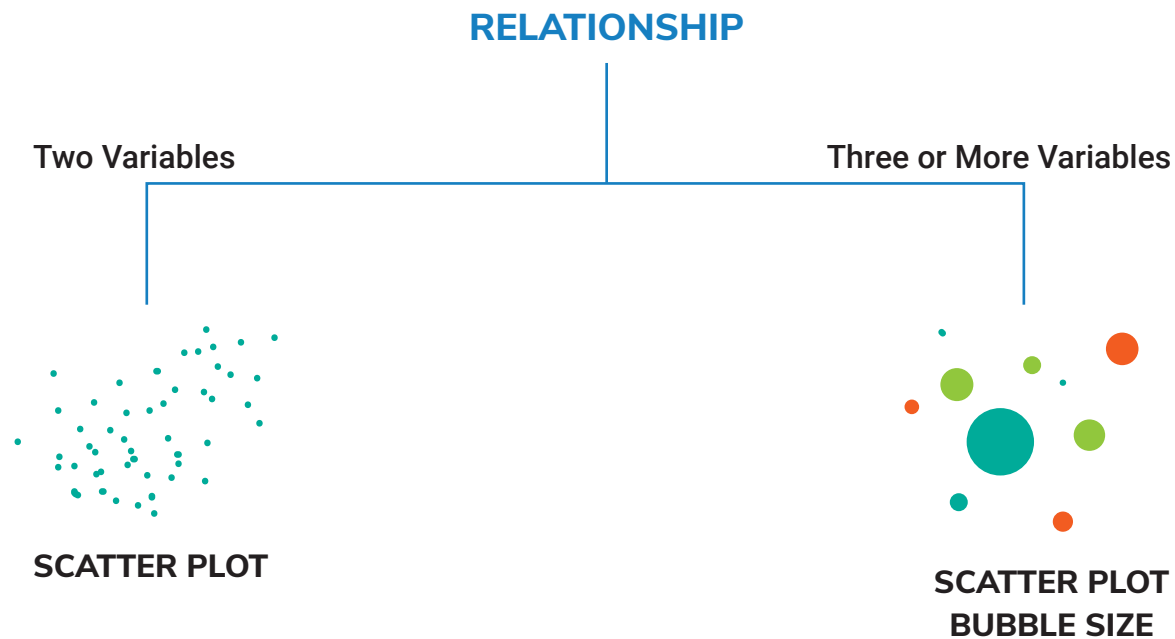 RELATIONSHIP
Two Variables
Three or More Variables
SCATTER PLOT
SCATTER PLOT
BUBBLE SIZE